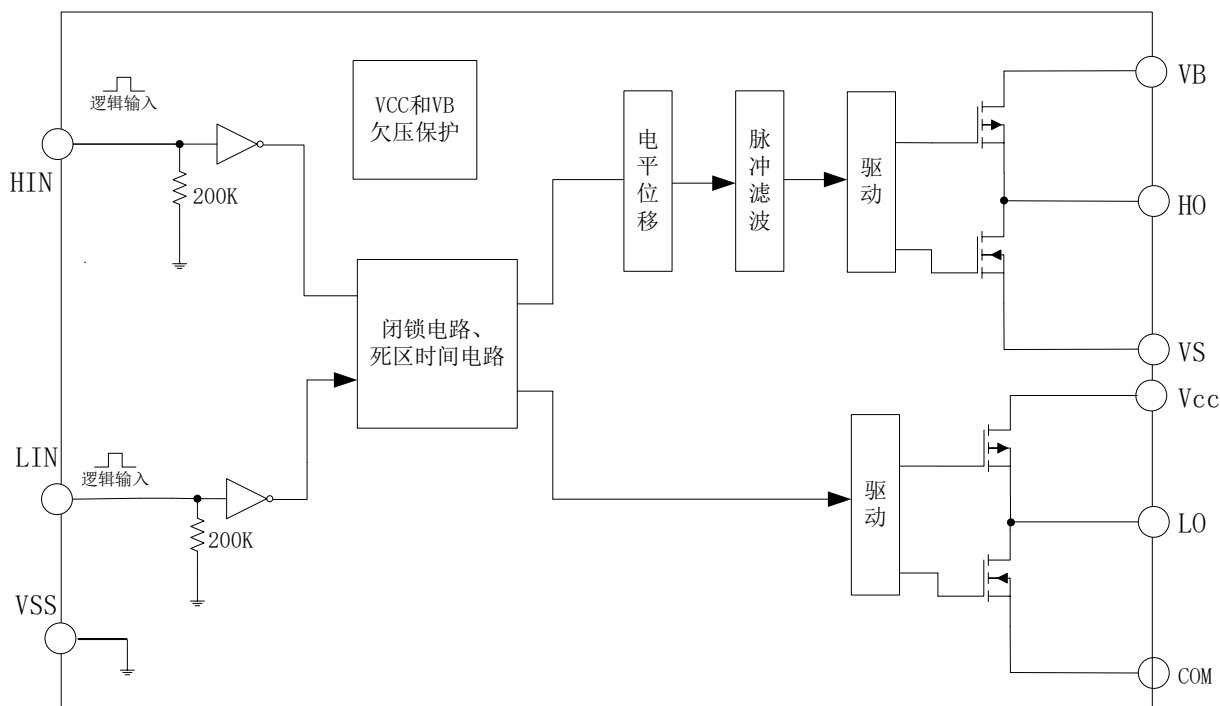 逻辑输入
HIN
200K
VCC和VB
欠压保护
电平位移
脉冲滤波
驱动
VB
HO
VS
闭锁电路、
死区时间电路
LIN
逻辑输入
200K
VSS
驱动
Vcc
LO
COM